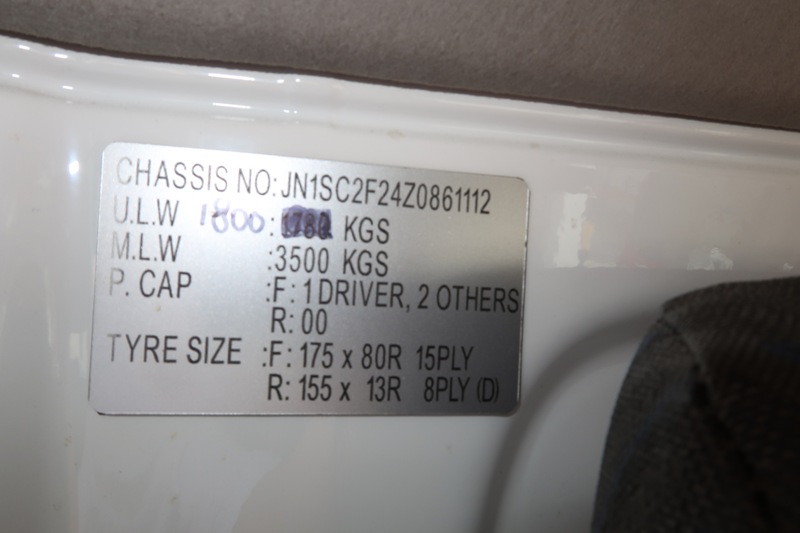 CHASSIS NO: JN1SC2F24Z0861112
U.L.W 1800 : KGS
M.L.W :3500 KGS
P. CAP :F: 1 DRIVER, 2 OTHERS
R: 00
TYRE SIZE :F: 175 x 80R 15PLY
R: 155 x 13R 8PLY (D)